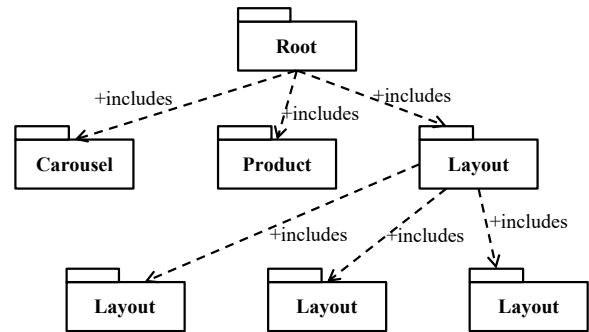 Root
+includes
+includes
+includes
Carousel
Product
Layout
+includes
+includes
+includes
Layout
Layout
Layout